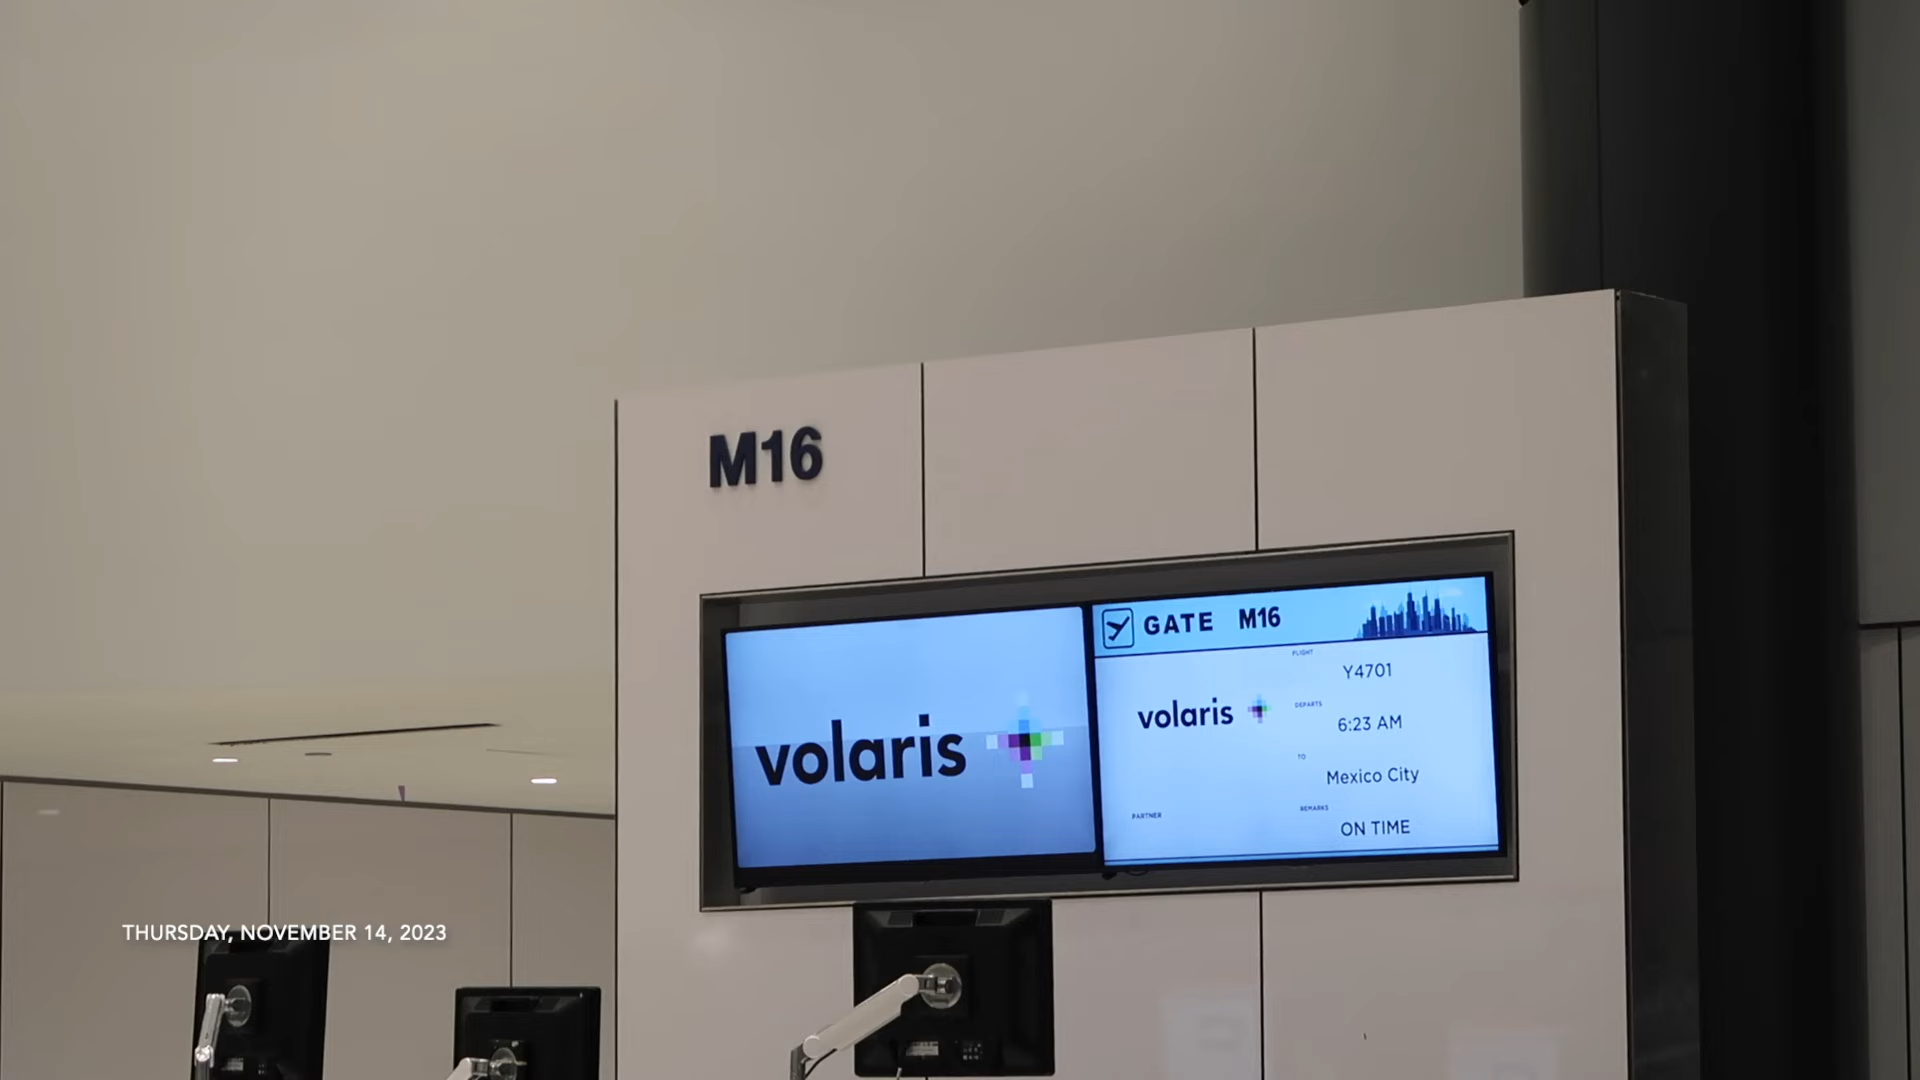 M16
volaris
GATE M16
FLIGHT
Y4701
volaris
DEPARTS
6:23 AM
TO
Mexico City
PARTNER
REMARKS
ON TIME
THURSDAY, NOVEMBER 14, 2023